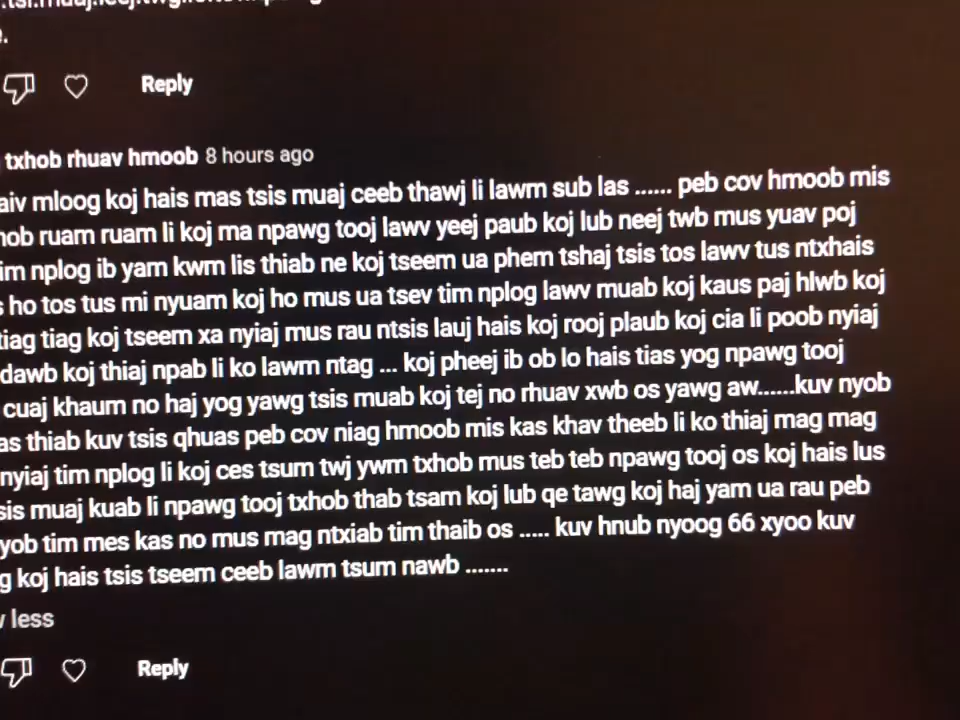 e.
Reply
txhob rhuav hmoob 8 hours ago
mloog koj hais mas tsis muaj ceeb thawj li lawm sub las ...... peb cov hmoob mis
ruam ruam li koj ma npawg tooj lawv yeej paub koj lub neej twb mus yuav poj
nplog ib yam kwm lis thiab ne koj tseem ua phem tshaj tsis tos lawv tus ntxhais
ho tos tus mi nyuam koj ho mus ua tsev tim nplog lawv muab koj kaus paj hlwb koj
tiag tiag koj tseem xa nyiaj mus rau ntsis lauj hais koj rooj plaub koj cia li poob nyiaj
dawb koj thiaj npab li ko lawm ntag ... koj pheej ib ob lo hais tias yog npawg tooj
cuaj khaum no haj yog yawg tsis muab koj tej no rhuav xwb os yawg aw......kuv nyob
thiab kuv tsis qhuas peb cov niag hmoob mis kas khav theeb li ko thiaj mag mag
nyiaj tim nplog li koj ces tsum twj ywm txhob mus teb teb npawg tooj os koj hais lus
muaj kuab li npawg tooj txhob thab tsam koj lub qe tawg koj haj yam ua rau peb
tim mes kas no mus mag ntxiab tim thaib os ..... kuv hnub nyoog 66 xyoo kuv
koj hais tsis tseem ceeb lawm tsum nawb .......
less
Reply